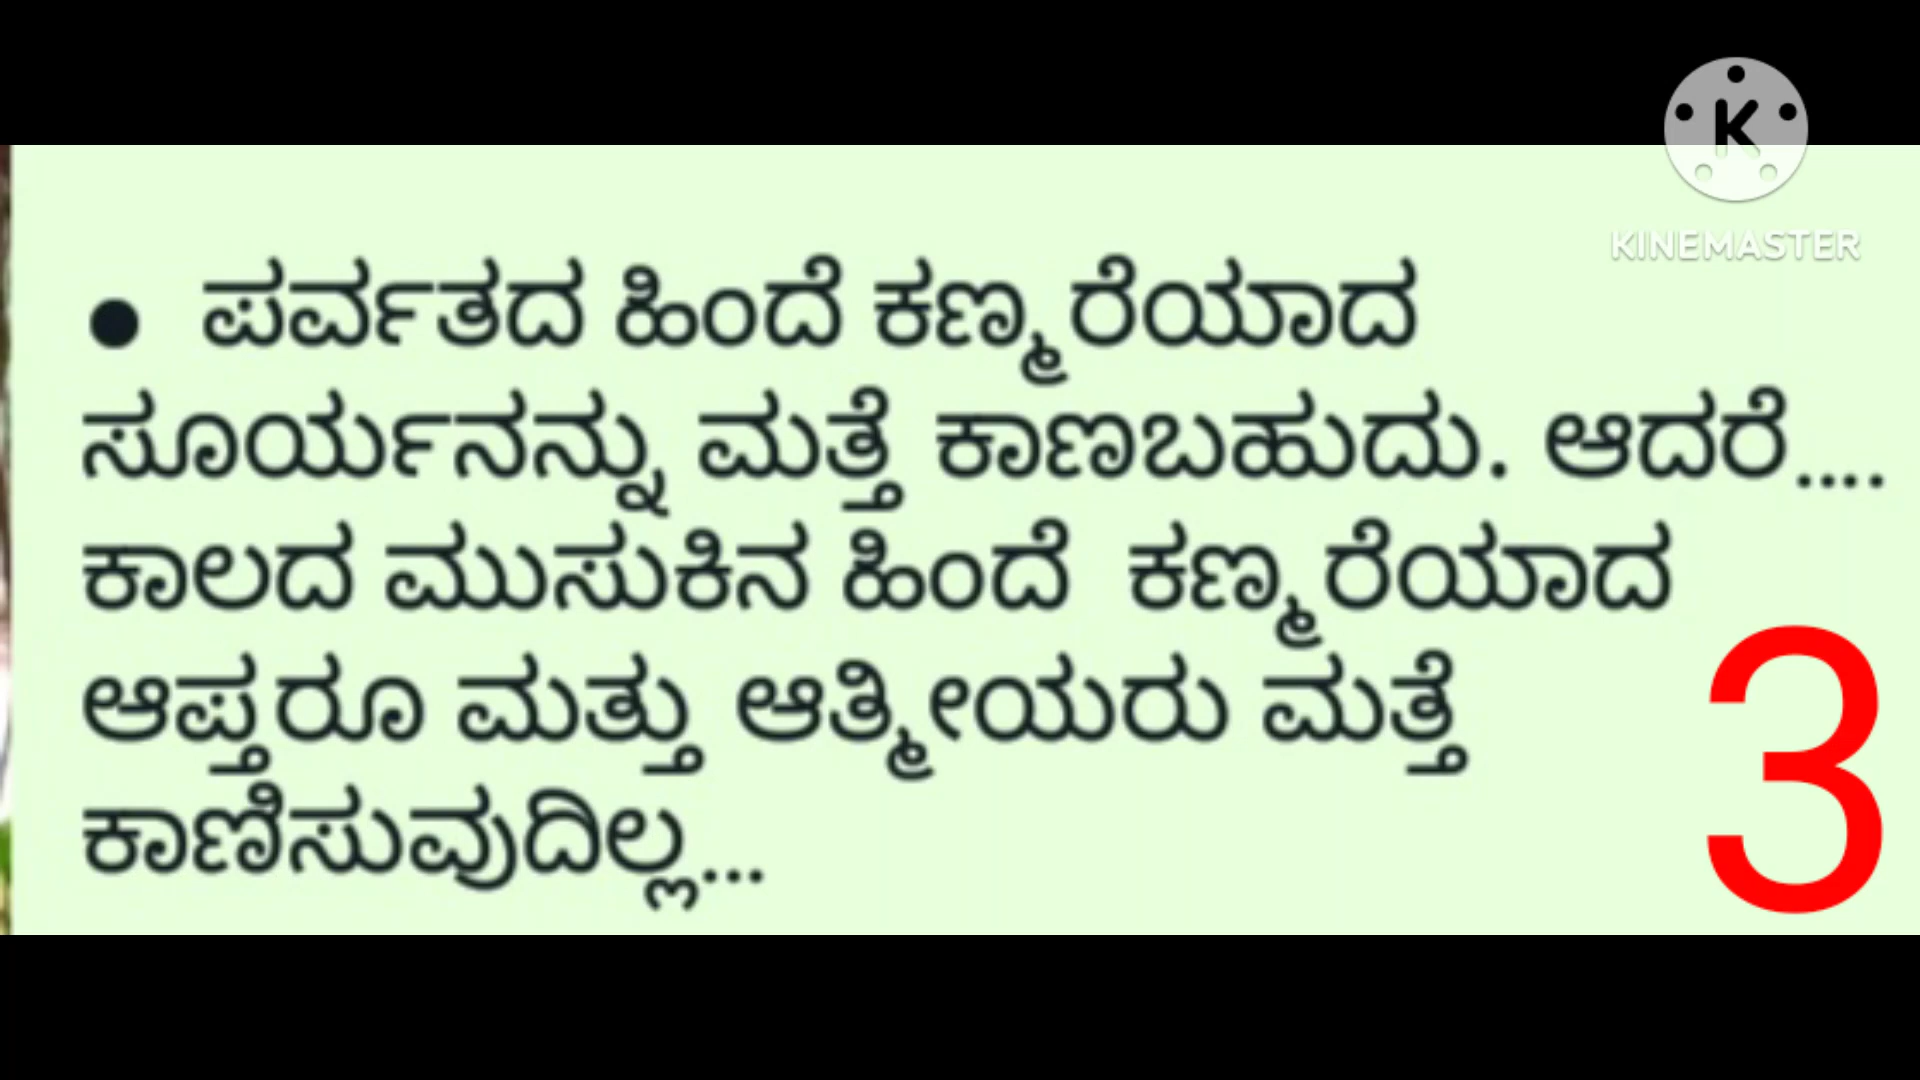 K
KINEMASTER
● ಪರ್ವತದ ಹಿಂದೆ ಕಣ್ಮರೆಯಾದ
ಸೂರ್ಯನನ್ನು ಮತ್ತೆ ಕಾಣಬಹುದು. ಆದರೆ....
ಕಾಲದ ಮುಸುಕಿನ ಹಿಂದೆ ಕಣ್ಮರೆಯಾದ
ಆಪ್ತರೂ ಮತ್ತು ಆತ್ಮೀಯರು ಮತ್ತೆ
ಕಾಣಿಸುವುದಿಲ್ಲ...
3